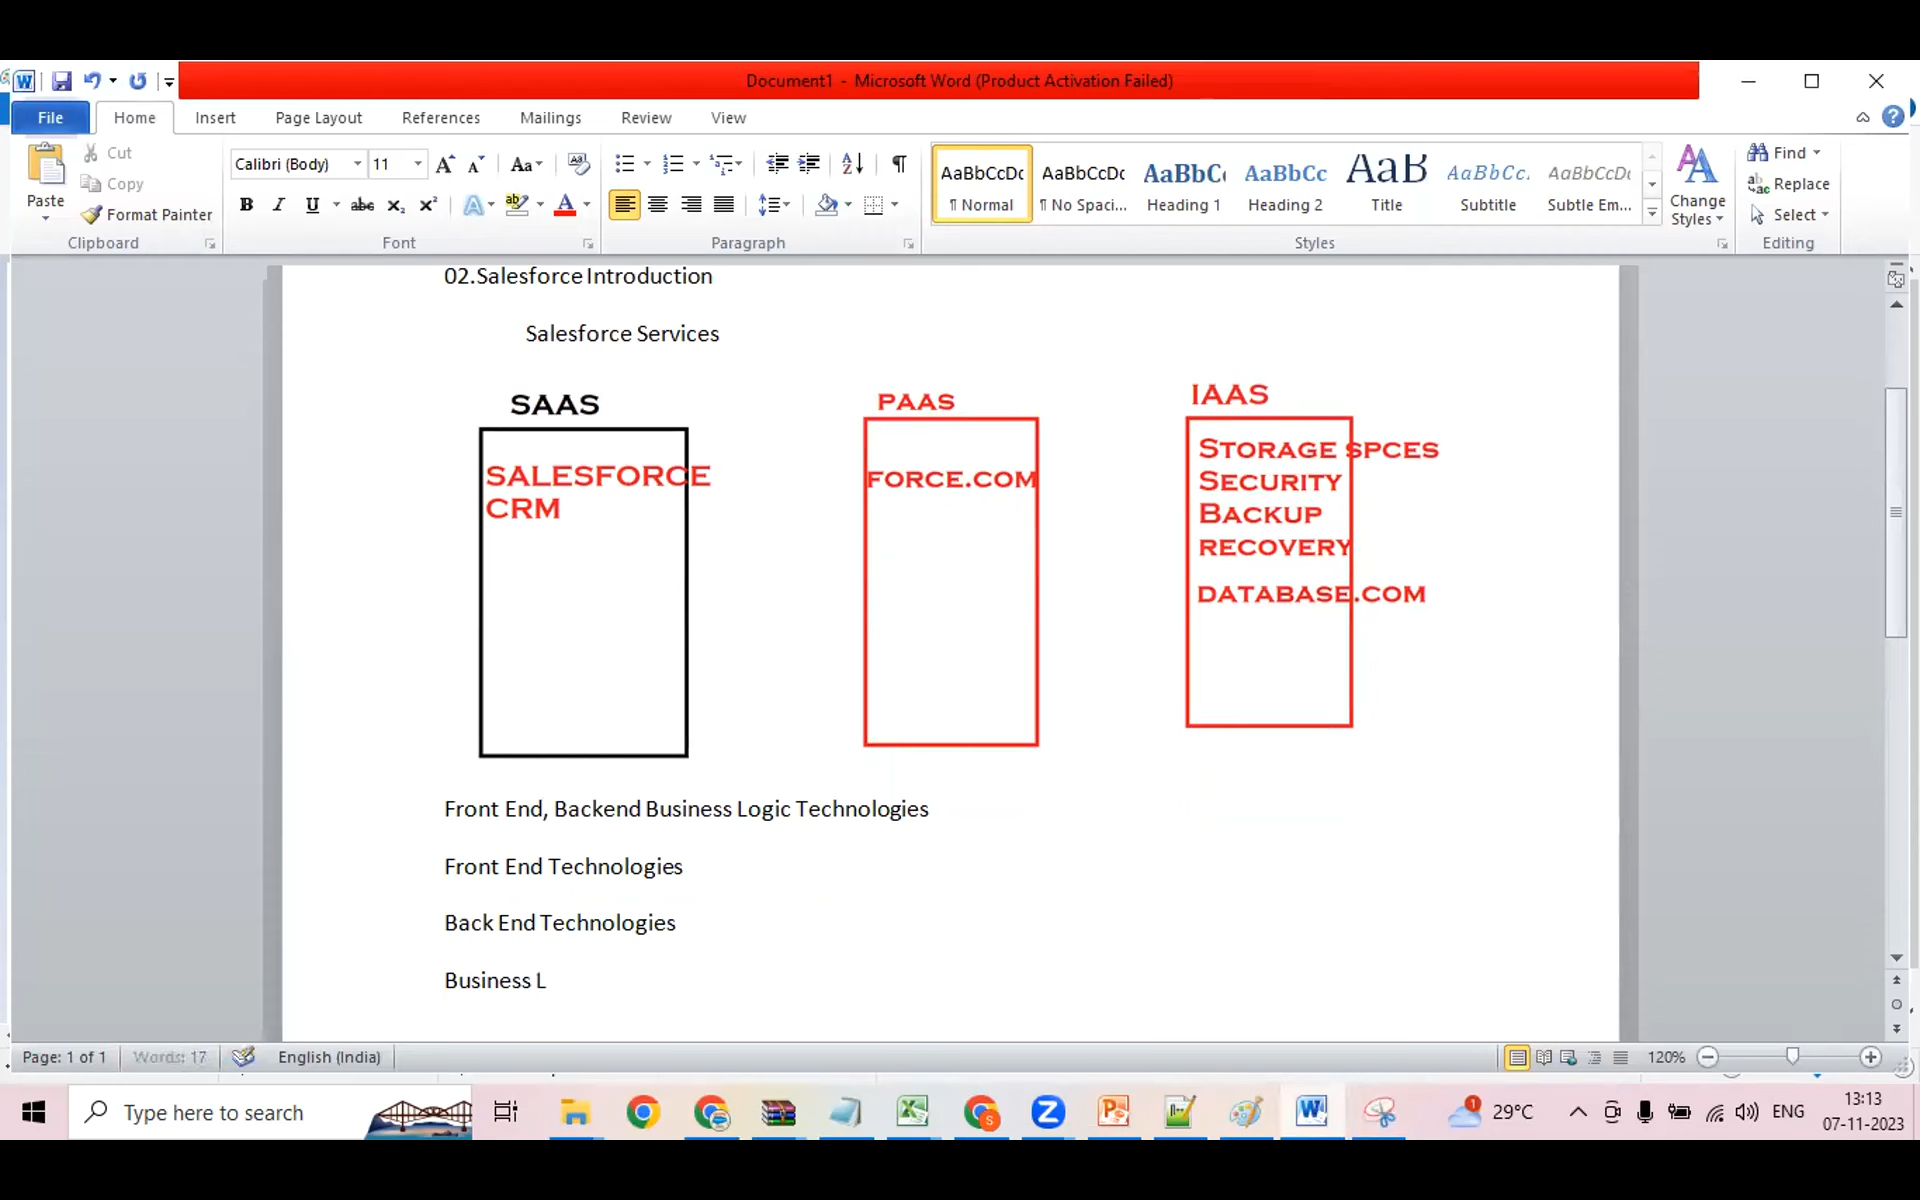 Document1 - Microsoft Word (Product Activation Failed)
File Home Insert Page Layout References Mailings Review View
Paste
Cut
Copy
Format Painter
Clipboard
Calibri (Body) 11
Font
Paragraph
AaBbCcDc AaBbCcDc AaBbC AaBbCc AaB AaBbCc. AaBbCcDc
¶ Normal ¶ No Spaci... Heading 1 Heading 2 Title Subtitle Subtle Em...
Change
Styles
Styles
Find
Replace
Select
Editing
02.Salesforce Introduction
Salesforce Services
SAAS
SALESFORCE
CRM
PAAS
FORCE.COM
IAAS
STORAGE SPCES
SECURITY
BACKUP
RECOVERY
DATABASE.COM
Front End, Backend Business Logic Technologies
Front End Technologies
Back End Technologies
Business L
Page: 1 of 1 Words: 17 English (India) 120%
Type here to search
29°C ENG
13:13
07-11-2023